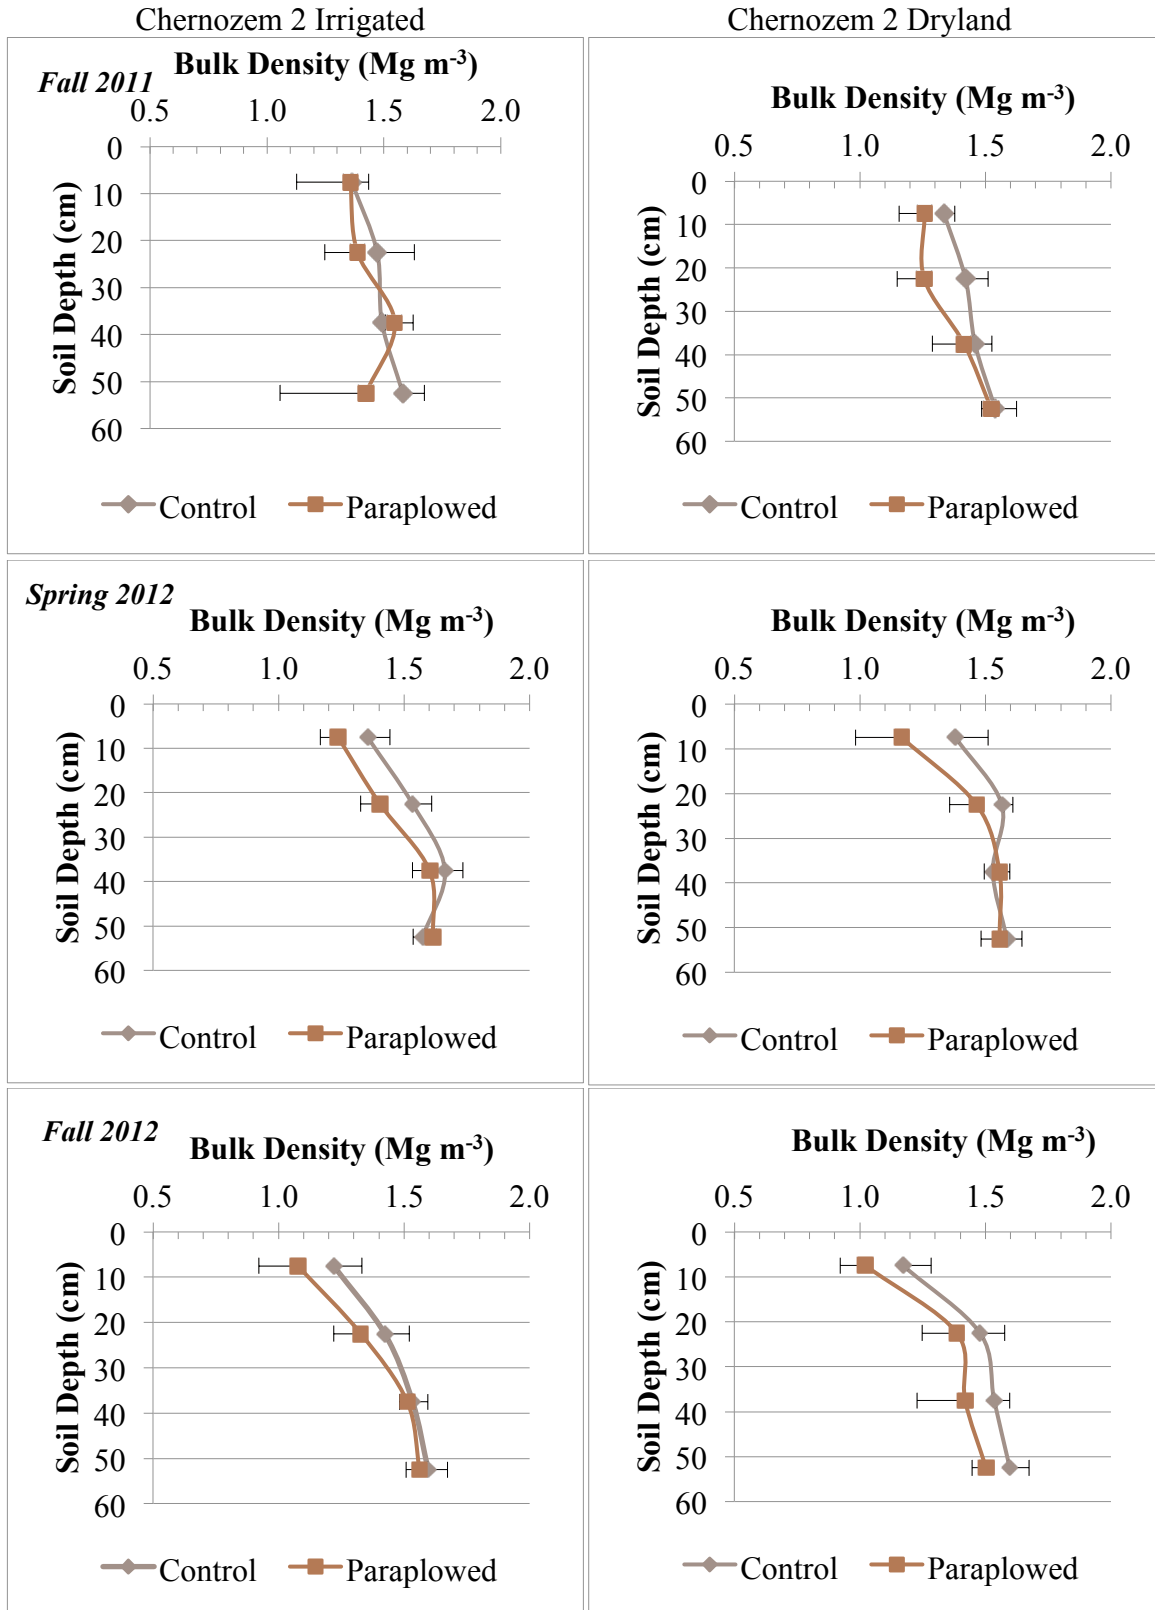 Chernozem 2 Irrigated
Chernozem 2 Dryland
Fall 2011
Bulk Density (Mg m-3)
0.5 1.0 1.5 2.0
0
10
20
30
40
50
60
Soil Depth (cm)
Control Paraplowed
Bulk Density (Mg m-3)
0.5 1.0 1.5 2.0
0
10
20
30
40
50
60
Soil Depth (cm)
Control Paraplowed
Spring 2012
Bulk Density (Mg m-3)
0.5 1.0 1.5 2.0
0
10
20
30
40
50
60
Soil Depth (cm)
Control Paraplowed
Bulk Density (Mg m-3)
0.5 1.0 1.5 2.0
0
10
20
30
40
50
60
Soil Depth (cm)
Control Paraplowed
Fall 2012
Bulk Density (Mg m-3)
0.5 1.0 1.5 2.0
0
10
20
30
40
50
60
Soil Depth (cm)
Control Paraplowed
Bulk Density (Mg m-3)
0.5 1.0 1.5 2.0
0
10
20
30
40
50
60
Soil Depth (cm)
Control Paraplowed